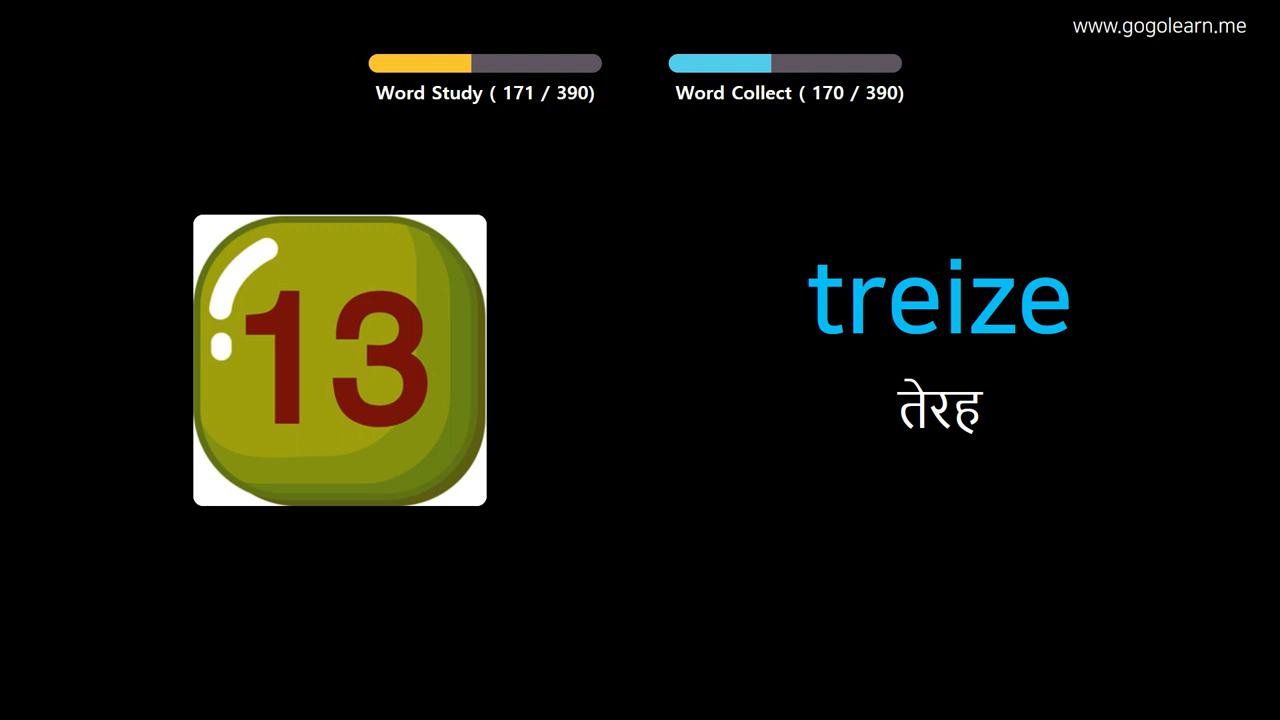 www.gogolearn.me
Word Study ( 171 / 390)
Word Collect ( 170 / 390)
13
treize
तेरह